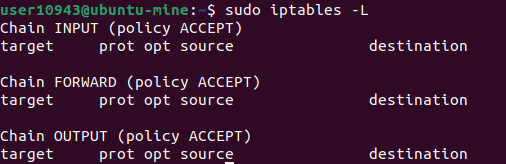 user10943@ubuntu-mine:~$ sudo iptables -L
Chain INPUT (policy ACCEPT)
target     prot opt source               destination

Chain FORWARD (policy ACCEPT)
target     prot opt source               destination

Chain OUTPUT (policy ACCEPT)
target     prot opt source               destination